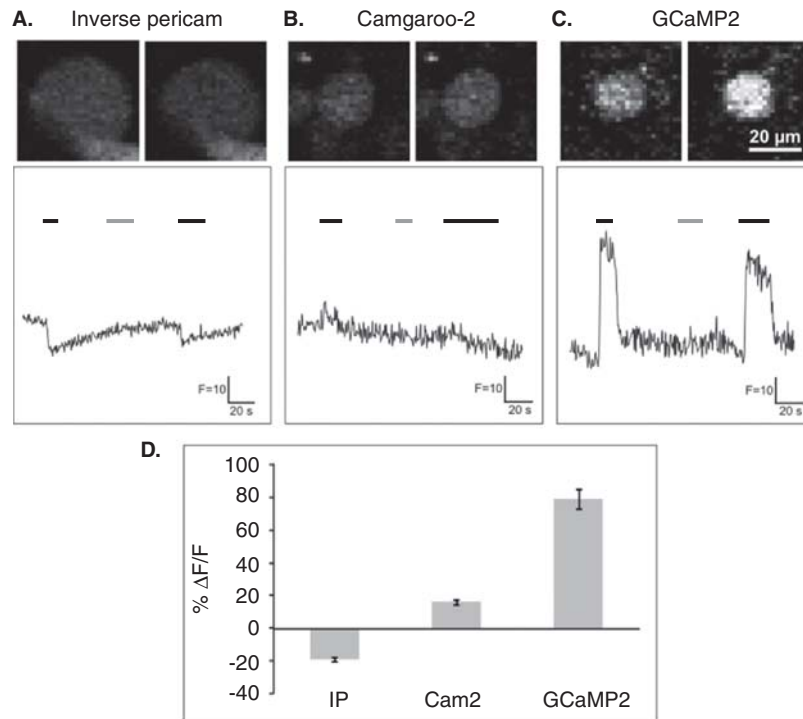 A. Inverse pericam
B. Camgaroo-2
C. GCaMP2
20 µm
F=10
20 s
F=10
20 s
F=10
20 s
D.
% ΔF/F
100
80
60
40
20
0
-20
-40
IP Cam2 GCaMP2